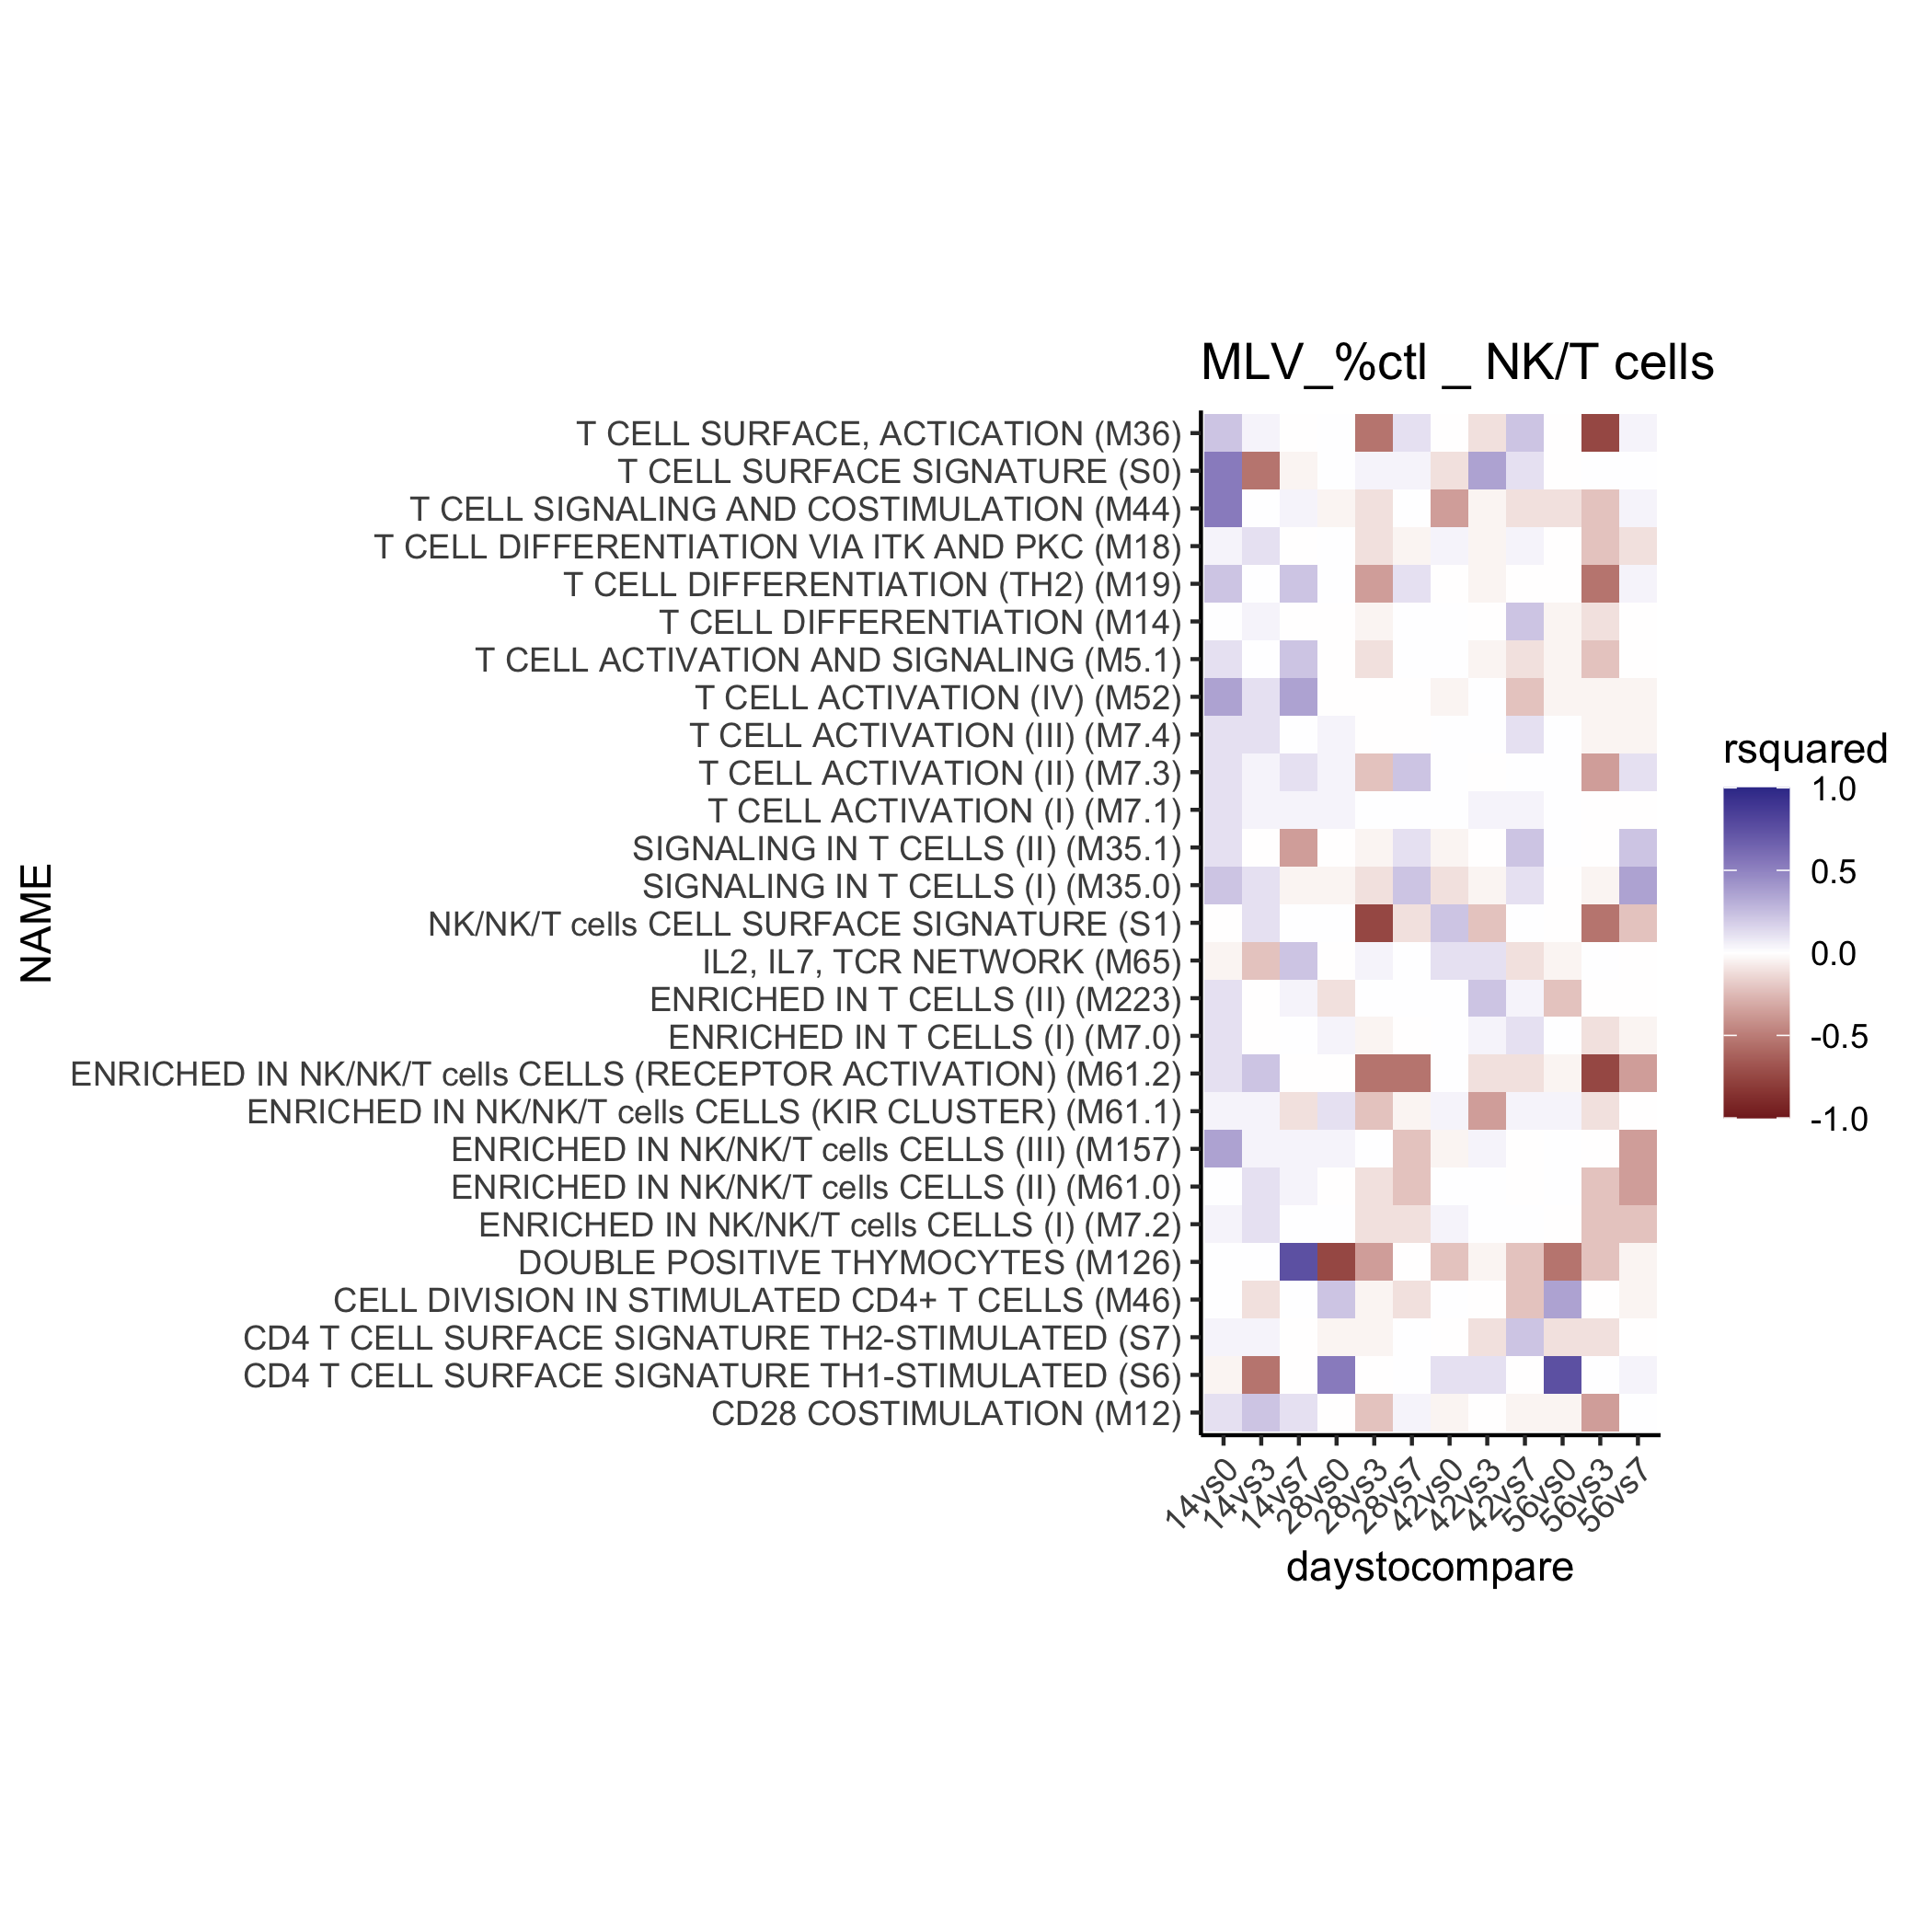 MLV_%ctl _ NK/T cells
T CELL SURFACE, ACTICATION (M36)
T CELL SURFACE SIGNATURE (S0)
T CELL SIGNALING AND COSTIMULATION (M44)
T CELL DIFFERENTIATION VIA ITK AND PKC (M18)
T CELL DIFFERENTIATION (TH2) (M19)
T CELL DIFFERENTIATION (M14)
T CELL ACTIVATION AND SIGNALING (M5.1)
T CELL ACTIVATION (IV) (M52)
T CELL ACTIVATION (III) (M7.4)
T CELL ACTIVATION (II) (M7.3)
T CELL ACTIVATION (I) (M7.1)
SIGNALING IN T CELLS (II) (M35.1)
SIGNALING IN T CELLS (I) (M35.0)
NK/NK/T cells CELL SURFACE SIGNATURE (S1)
IL2, IL7, TCR NETWORK (M65)
ENRICHED IN T CELLS (II) (M223)
ENRICHED IN T CELLS (I) (M7.0)
ENRICHED IN NK/NK/T cells CELLS (RECEPTOR ACTIVATION) (M61.2)
ENRICHED IN NK/NK/T cells CELLS (KIR CLUSTER) (M61.1)
ENRICHED IN NK/NK/T cells CELLS (III) (M157)
ENRICHED IN NK/NK/T cells CELLS (II) (M61.0)
ENRICHED IN NK/NK/T cells CELLS (I) (M7.2)
DOUBLE POSITIVE THYMOCYTES (M126)
CELL DIVISION IN STIMULATED CD4+ T CELLS (M46)
CD4 T CELL SURFACE SIGNATURE TH2-STIMULATED (S7)
CD4 T CELL SURFACE SIGNATURE TH1-STIMULATED (S6)
CD28 COSTIMULATION (M12)
NAME
14vs0
14vs3
14vs7
28vs0
28vs3
28vs7
42vs0
42vs3
42vs7
56vs0
56vs3
56vs7
daystocompare
rsquared
1.0
0.5
0.0
-0.5
-1.0